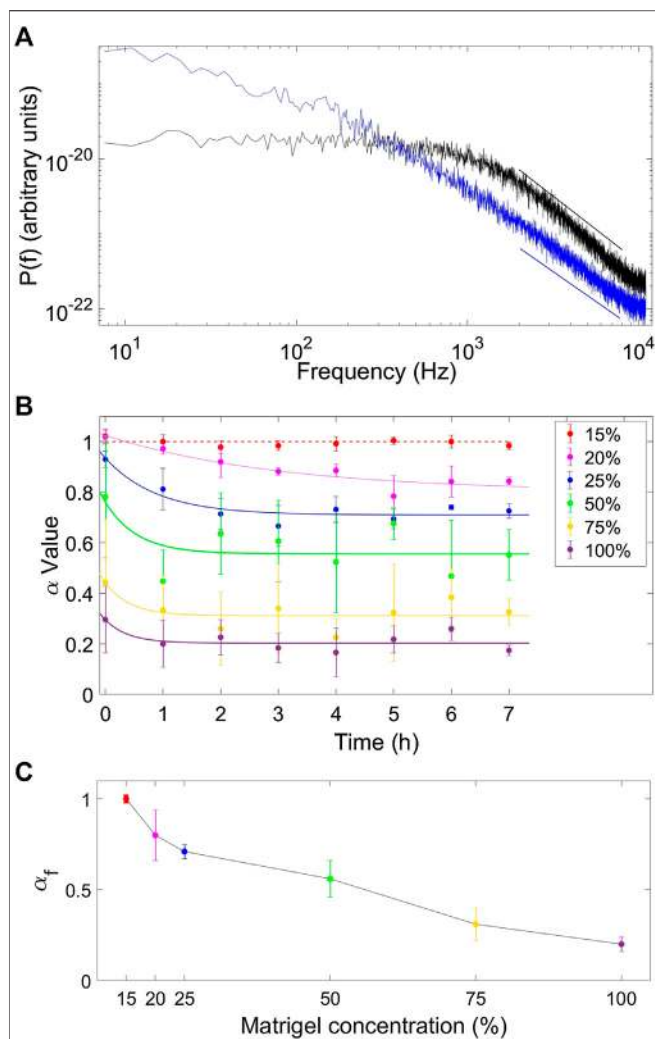 A
P(f) (arbitrary units)
10^-20
10^-22
10^1
10^2
10^3
10^4
Frequency (Hz)
B
α Value
1
0.8
0.6
0.4
0.2
0
15%
20%
25%
50%
75%
100%
0 1 2 3 4 5 6 7
Time (h)
C
α_f
1
0.5
0
15 20 25 50 75 100
Matrigel concentration (%)